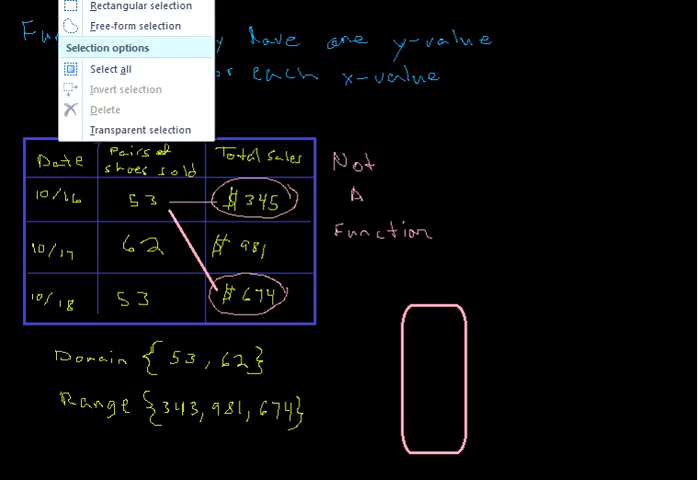 Rectangular selection
Free-form selection
Selection options
Select all
Invert selection
Delete
Transparent selection
have one y-value
each x-value
Date Pairs of shoes sold Total Sales
10/16 53 $345
10/17 62 $981
10/18 53 $674
Not
A
Function
Domain {53, 62}
Range {343, 981, 674}